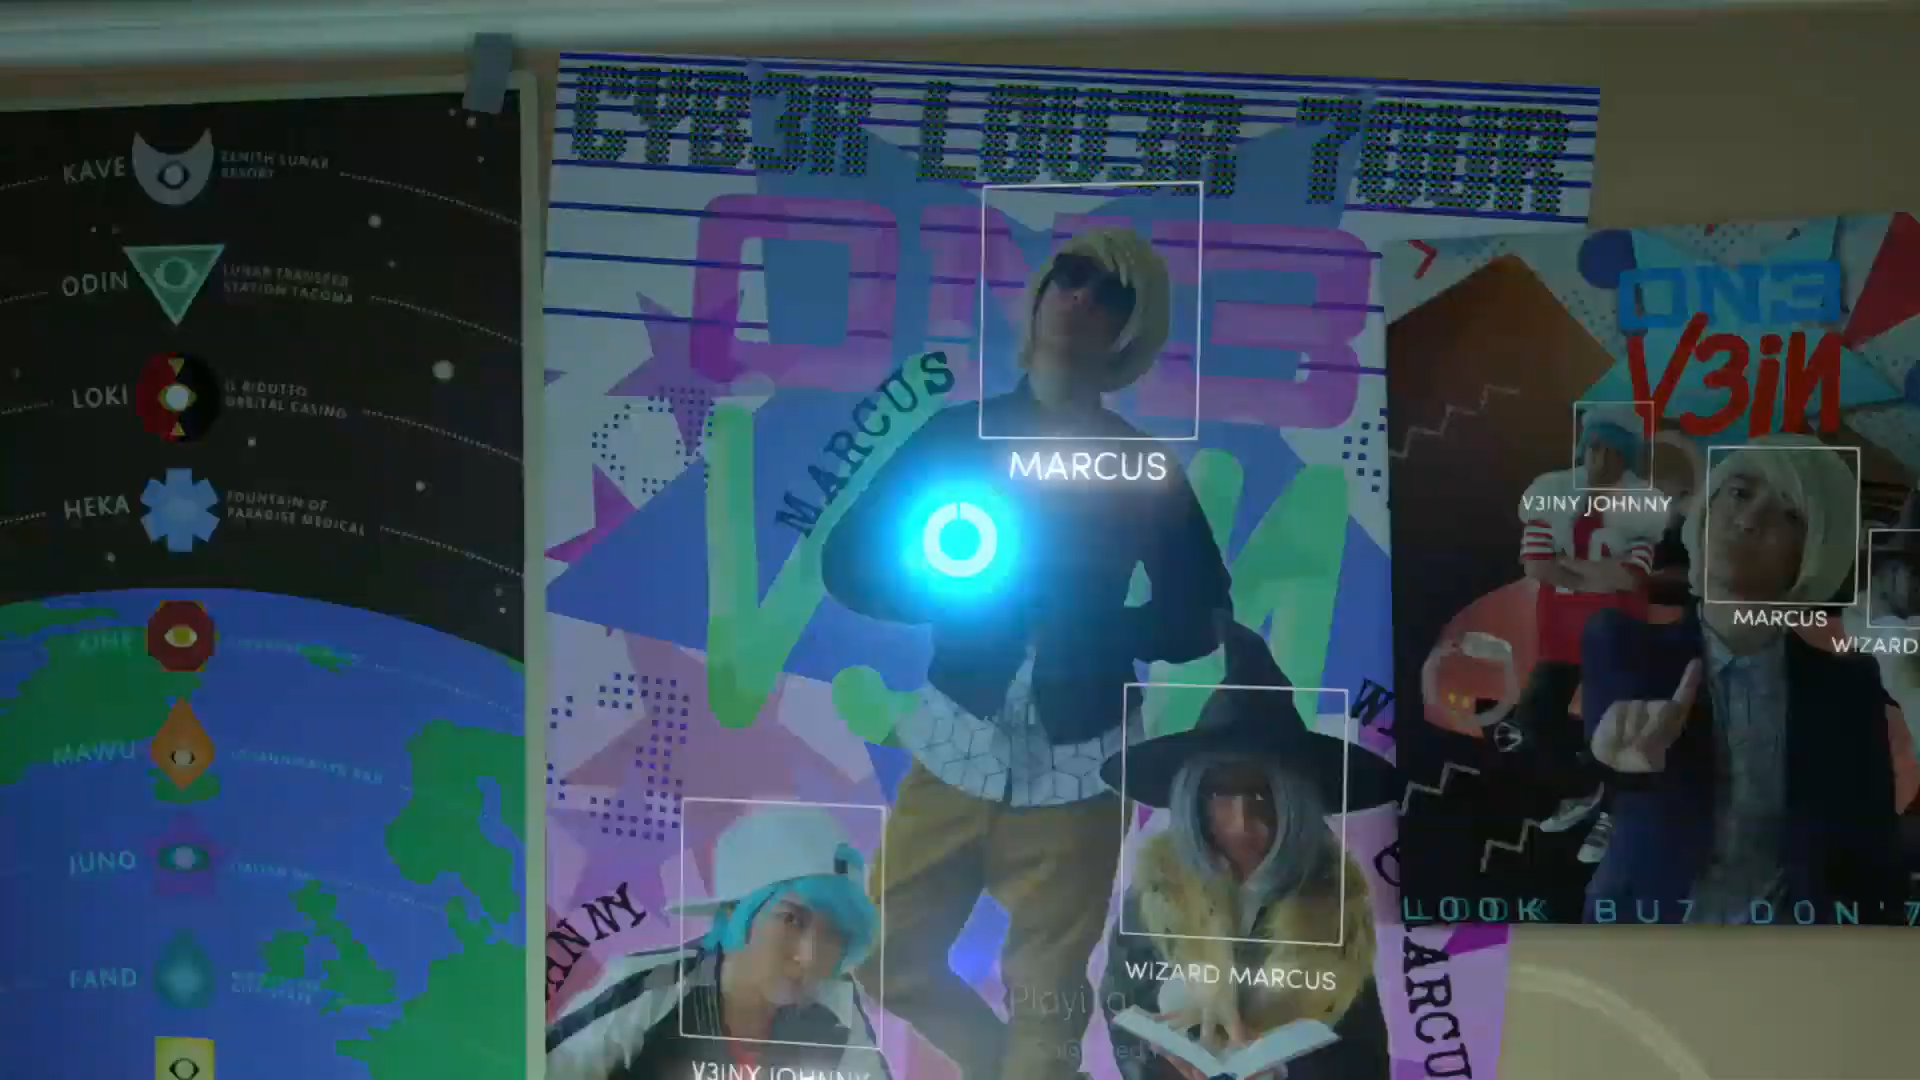 KAVE
ZENITH LUNAR
RESORT
ODIN
LUNAR TRANSFER
STATION TACOMA
LOKI
IL RIDOTTO
ORBITAL CASINO
HEKA
FOUNTAIN OF
PARADISE MEDICAL
MAWU
JUNO
FAND
CYB3R LOU3R 7OUR
ON3
MARCUS
MARCUS
WIZARD MARCUS
V3INY JOHNNY
Playing
ON3
V3iN
V3INY JOHNNY
MARCUS
WIZARD
LOOK BU7 DON'7